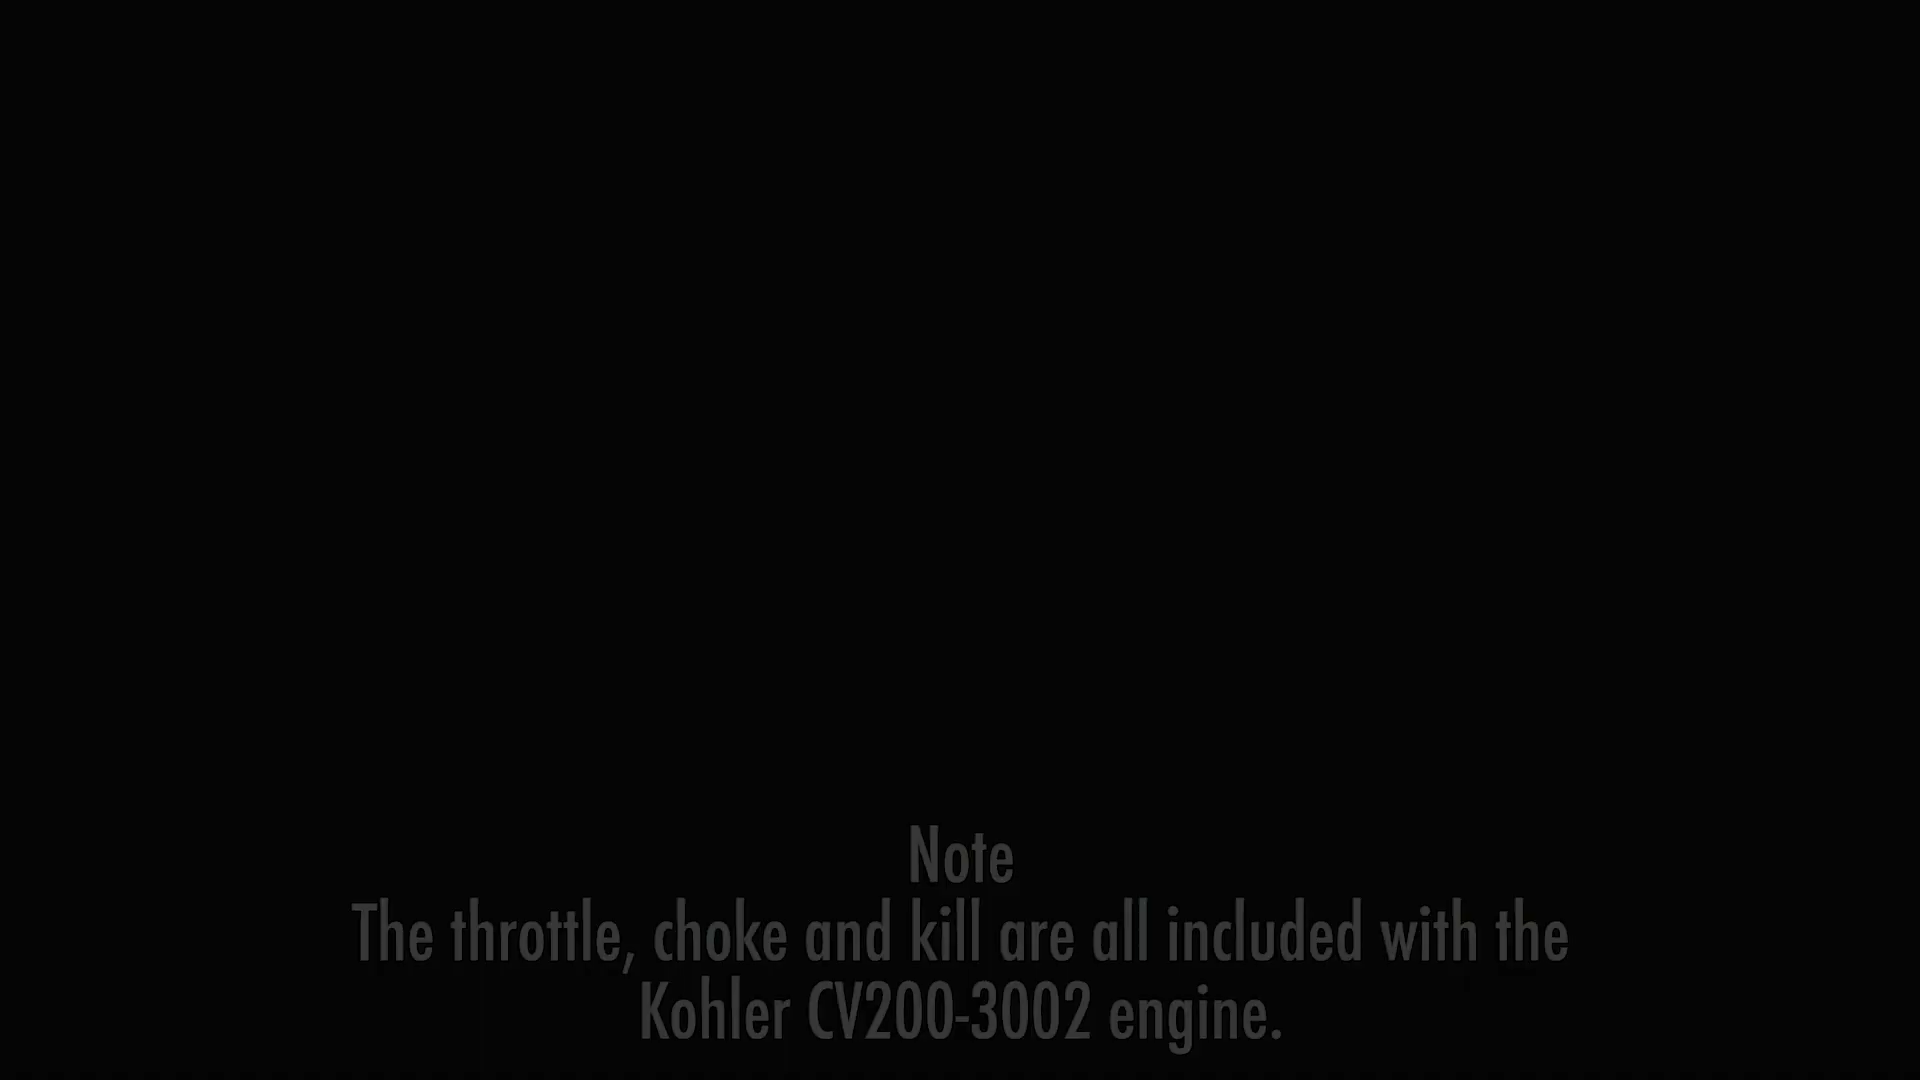 Note
The throttle, choke and kill are all included with the
Kohler CV200-3002 engine.